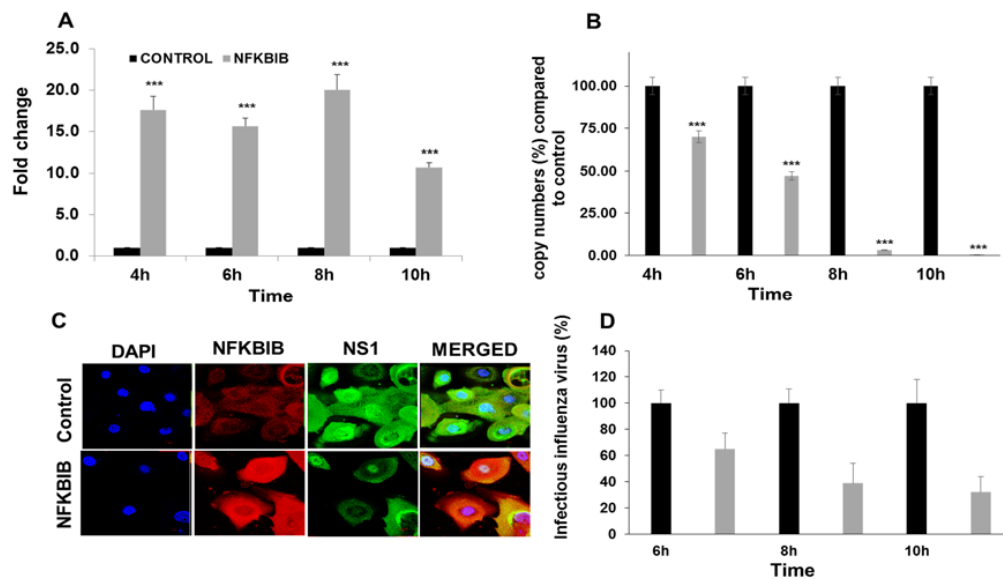 A
CONTROL NFKBIB
Fold change
25.0
20.0
15.0
10.0
5.0
0.0
***
***
***
***
4h 6h 8h 10h
Time
B
copy numbers (%) compared
to control
100.00
75.00
50.00
25.00
0.00
***
***
***
***
4h 6h 8h 10h
Time
C
DAPI NFKBIB NS1 MERGED
Control
NFKBIB
D
Infectious influenza virus (%)
140
120
100
80
60
40
20
0
6h 8h 10h
Time